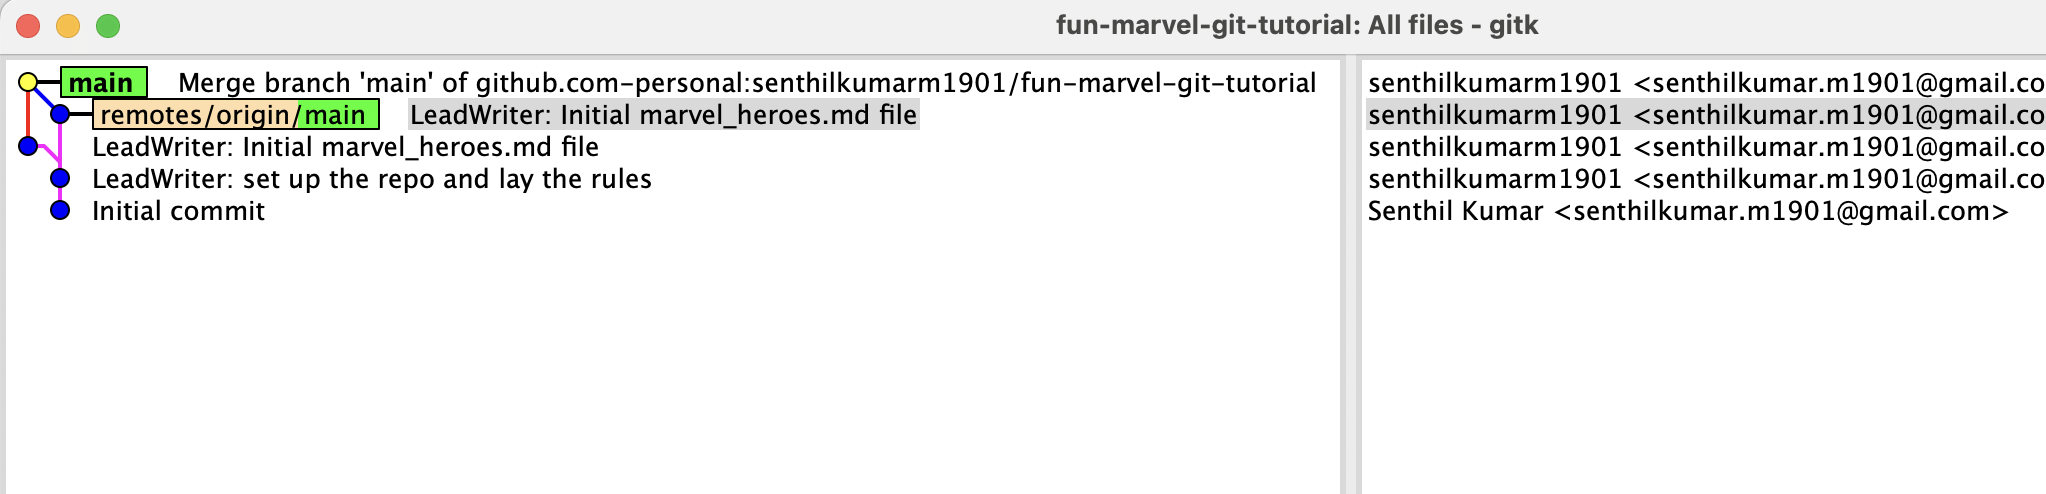 fun-marvel-git-tutorial: All files - gitk
main Merge branch 'main' of github.com-personal:senthilkumarm1901/fun-marvel-git-tutorial senthilkumarm1901 <senthilkumar.m1901@gmail.co
remotes/origin/main LeadWriter: Initial marvel_heroes.md file senthilkumarm1901 <senthilkumar.m1901@gmail.co
LeadWriter: Initial marvel_heroes.md file senthilkumarm1901 <senthilkumar.m1901@gmail.co
LeadWriter: set up the repo and lay the rules senthilkumarm1901 <senthilkumar.m1901@gmail.co
Initial commit Senthil Kumar <senthilkumar.m1901@gmail.com>